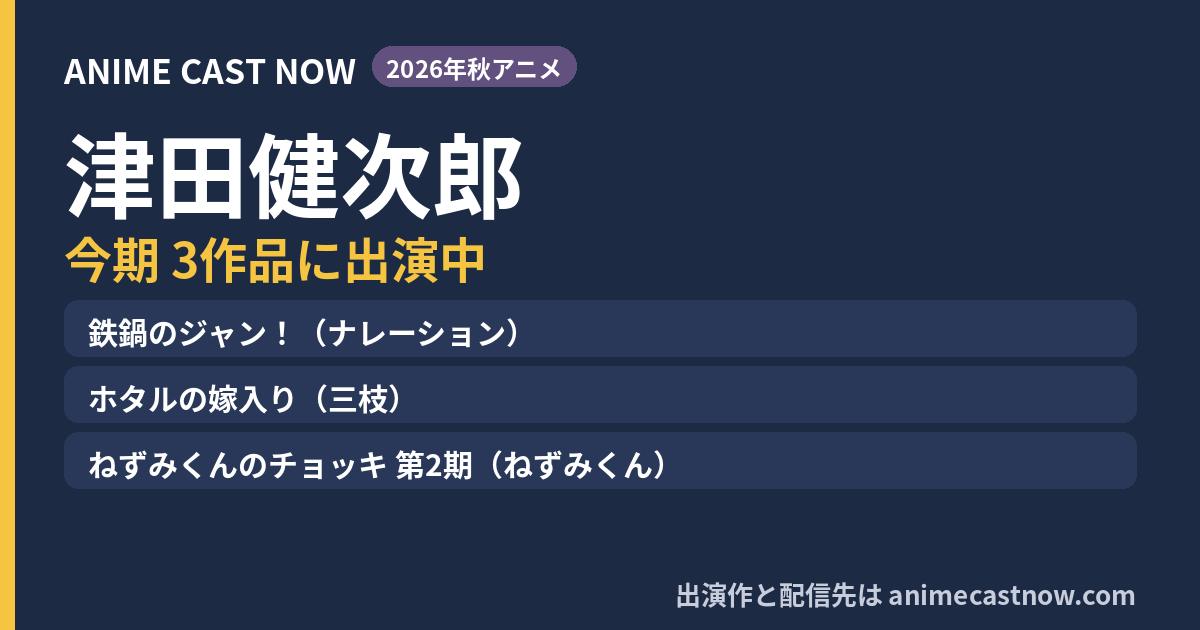 ANIME CAST NOW 2026年秋アニメ
津田健次郎
今期 3作品に出演中
鉄鍋のジャン！（ナレーション）
ホタルの嫁入り（三枝）
ねずみくんのチョッキ 第2期（ねずみくん）
出演作と配信先は animecastnow.com